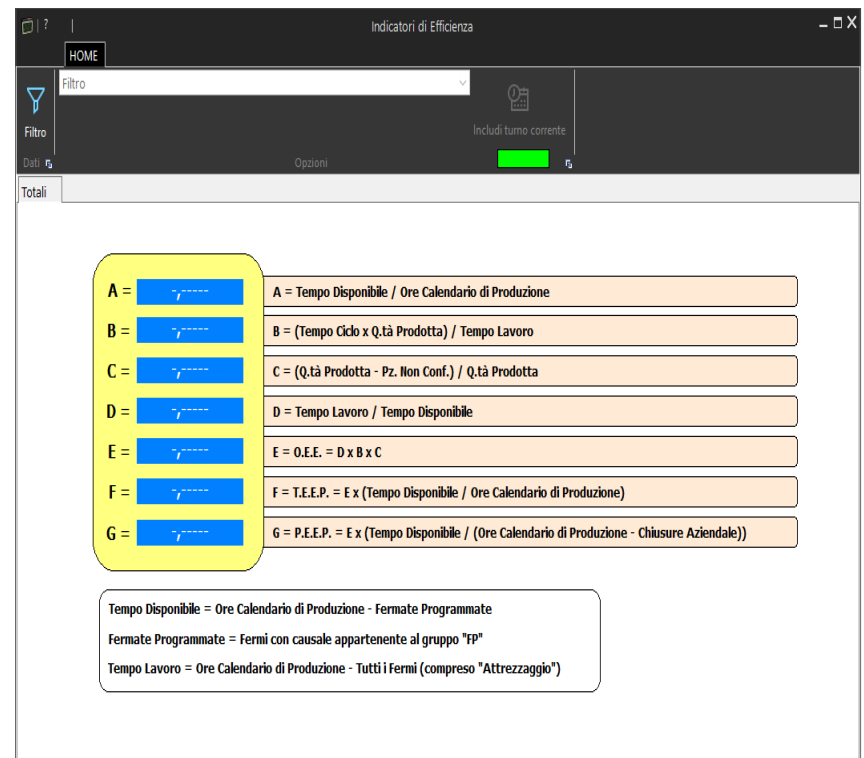 ? Indicatori di Efficienza
HOME
Filtro
Filtro
Includi turno corrente
Dati Opzioni
Totali
A = -,----- A = Tempo Disponibile / Ore Calendario di Produzione
B = -,----- B = (Tempo Ciclo x Q.tà Prodotta) / Tempo Lavoro
C = -,----- C = (Q.tà Prodotta - Pz. Non Conf.) / Q.tà Prodotta
D = -,----- D = Tempo Lavoro / Tempo Disponibile
E = -,----- E = O.E.E. = D x B x C
F = -,----- F = T.E.E.P. = E x (Tempo Disponibile / Ore Calendario di Produzione)
G = -,----- G = P.E.E.P. = E x (Tempo Disponibile / (Ore Calendario di Produzione - Chiusure Aziendale))
Tempo Disponibile = Ore Calendario di Produzione - Fermate Programmate
Fermate Programmate = Fermi con causale appartenente al gruppo "FP"
Tempo Lavoro = Ore Calendario di Produzione - Tutti i Fermi (compreso "Attrezzaggio")